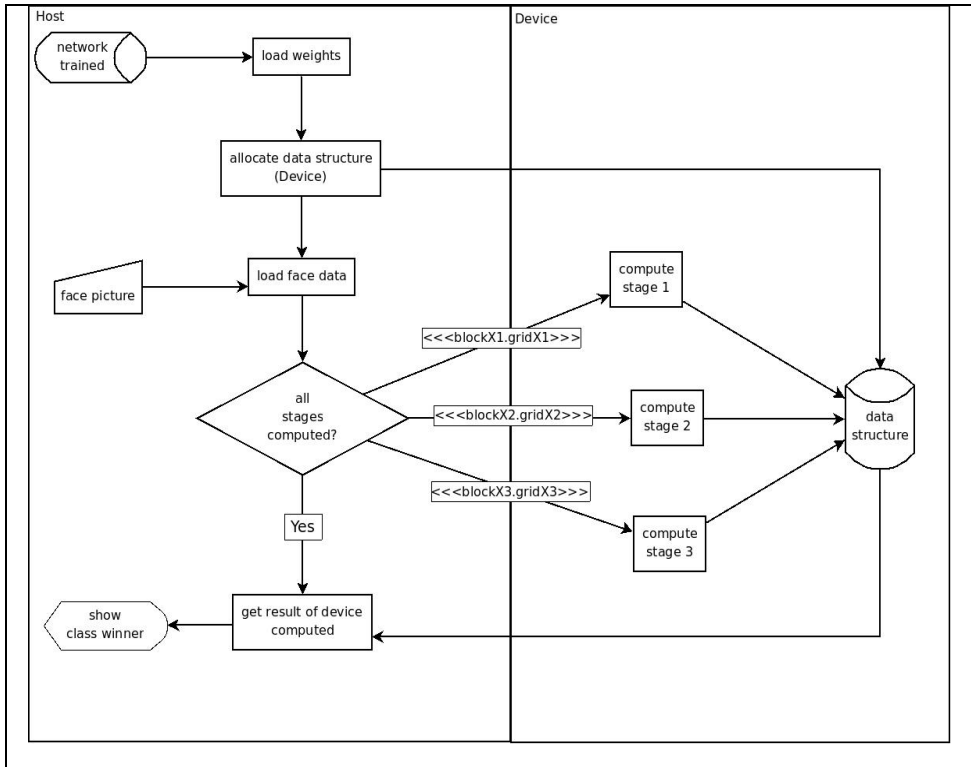 Host
Device
network
trained
load weights
allocate data structure
(Device)
load face data
face picture
compute
stage 1
<<<blockX1.gridX1>>>
all
stages
computed?
<<<blockX2.gridX2>>>
compute
stage 2
data
structure
<<<blockX3.gridX3>>>
compute
stage 3
Yes
get result of device
computed
show
class winner